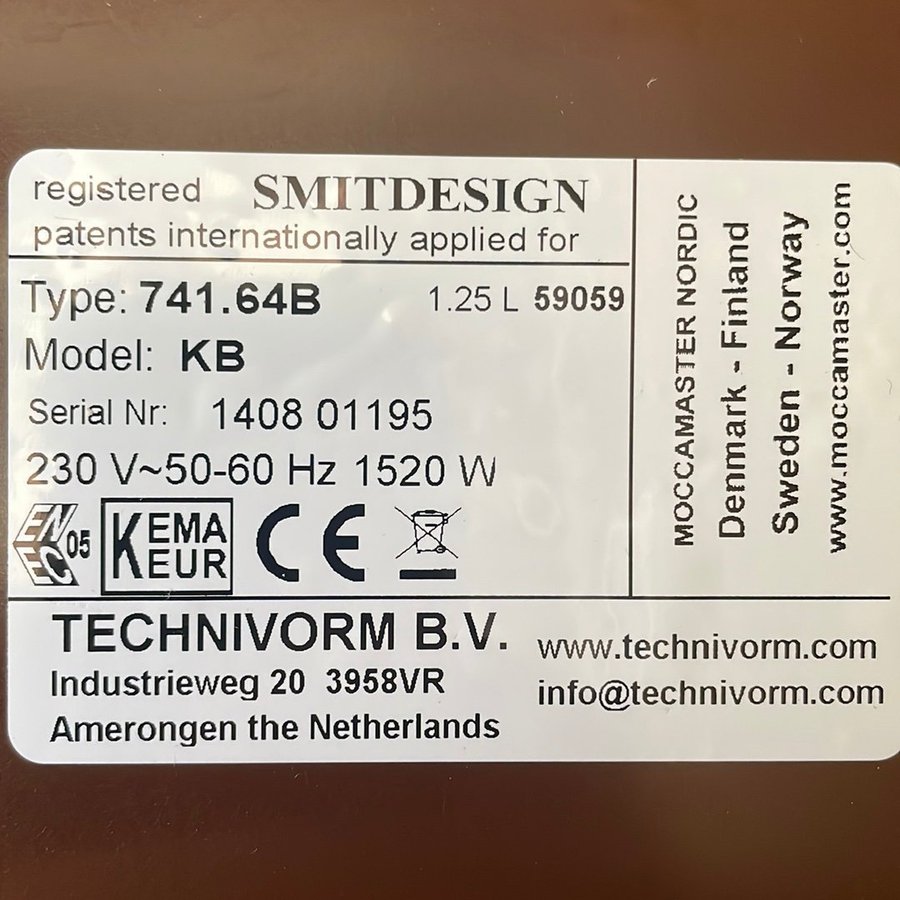 registered SMITDESIGN
patents internationally applied for
Type: 741.64B 1.25 L 59059
Model: KB
Serial Nr: 1408 01195
230 V~50-60 Hz 1520 W
ENEC 05 KEMA EUR CE
MOCCAMASTER NORDIC
Denmark - Finland
Sweden - Norway
www.moccamaster.com
TECHNIVORM B.V.
Industrieweg 20 3958VR
Amerongen the Netherlands
www.technivorm.com
info@technivorm.com